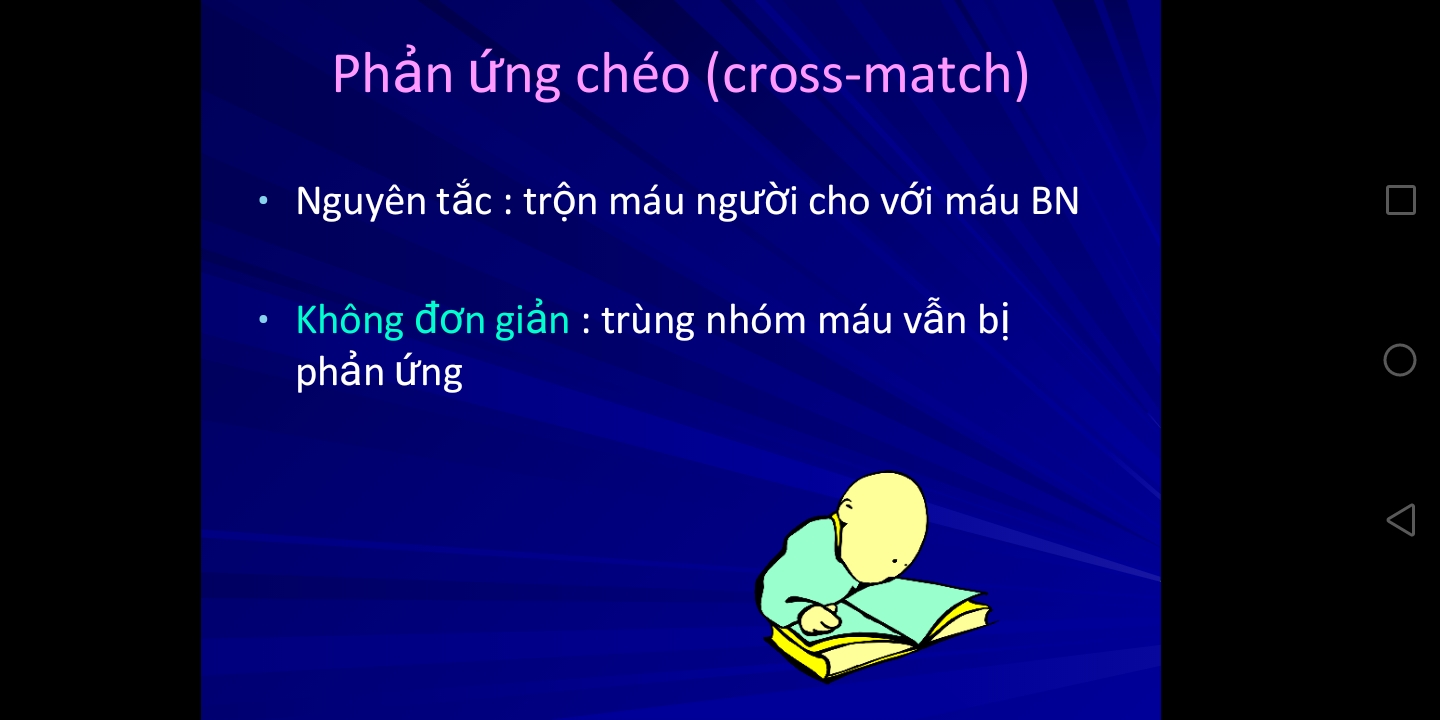 Phản ứng chéo (cross-match)
• Nguyên tắc : trộn máu người cho với máu BN
• Không đơn giản : trùng nhóm máu vẫn bị
phản ứng